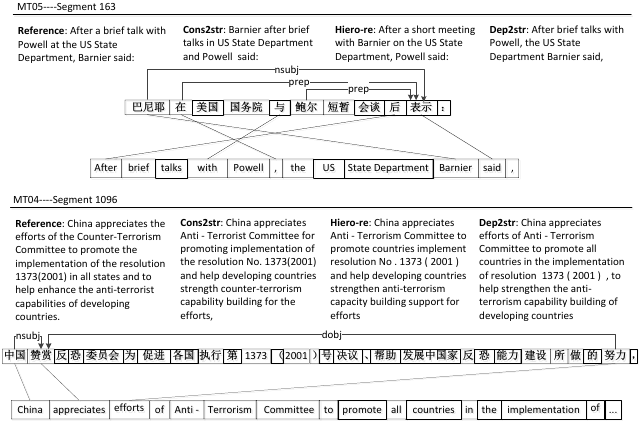 MT05----Segment 163
Reference: After a brief talk with
Powell at the US State
Department, Barnier said:
Cons2str: Barnier after brief
talks in US State Department
and Powell said:
Hiero-re: After a short meeting
with Barnier on the US State
Department, Powell said:
Dep2str: After brief talks with
Powell, the US State
Department Barnier said,
nsubj
prep
prep
巴尼耶 在 美国 国务院 与 鲍尔 短暂 会谈 后 表示 :
After brief talks with Powell , the US State Department Barnier said ,
MT04----Segment 1096
Reference: China appreciates the
efforts of the Counter-Terrorism
Committee to promote the
implementation of the resolution
1373(2001) in all states and to
help enhance the anti-terrorist
capabilities of developing
countries.
Cons2str: China appreciates
Anti - Terrorist Committee for
promoting implementation of
the resolution No. 1373(2001)
and help developing countries
strength counter-terrorism
capability building for the
efforts,
Hiero-re: China appreciates
Anti - Terrorism Committee to
promote countries implement
resolution No . 1373 ( 2001 )
and help developing countries
strengthen anti-terrorism
capacity building support for
efforts
Dep2str: China appreciates
efforts of Anti - Terrorism
Committee to promote all
countries in the implementation
of resolution 1373 ( 2001 ) , to
help strengthen the anti-
terrorism capability building of
developing countries
nsubj
dobj
中国 赞赏 反 恐 委员会 为 促进 各国 执行 第 1373 ( 2001 ) 号 决议 、 帮助 发展中国家 反 恐 能力 建设 所 做 的 努力 ,
China appreciates efforts of Anti - Terrorism Committee to promote all countries in the implementation of ...